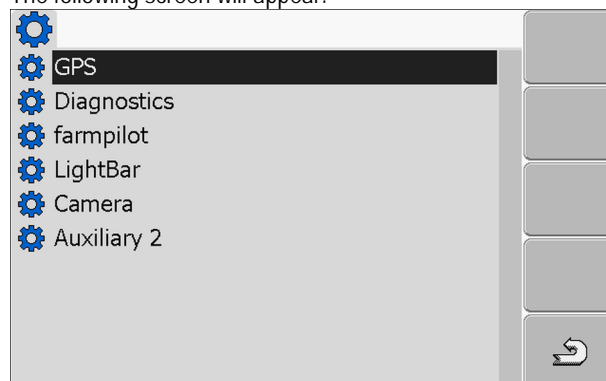 The following screen will appear:
GPS
Diagnostics
farmpilot
LightBar
Camera
Auxiliary 2